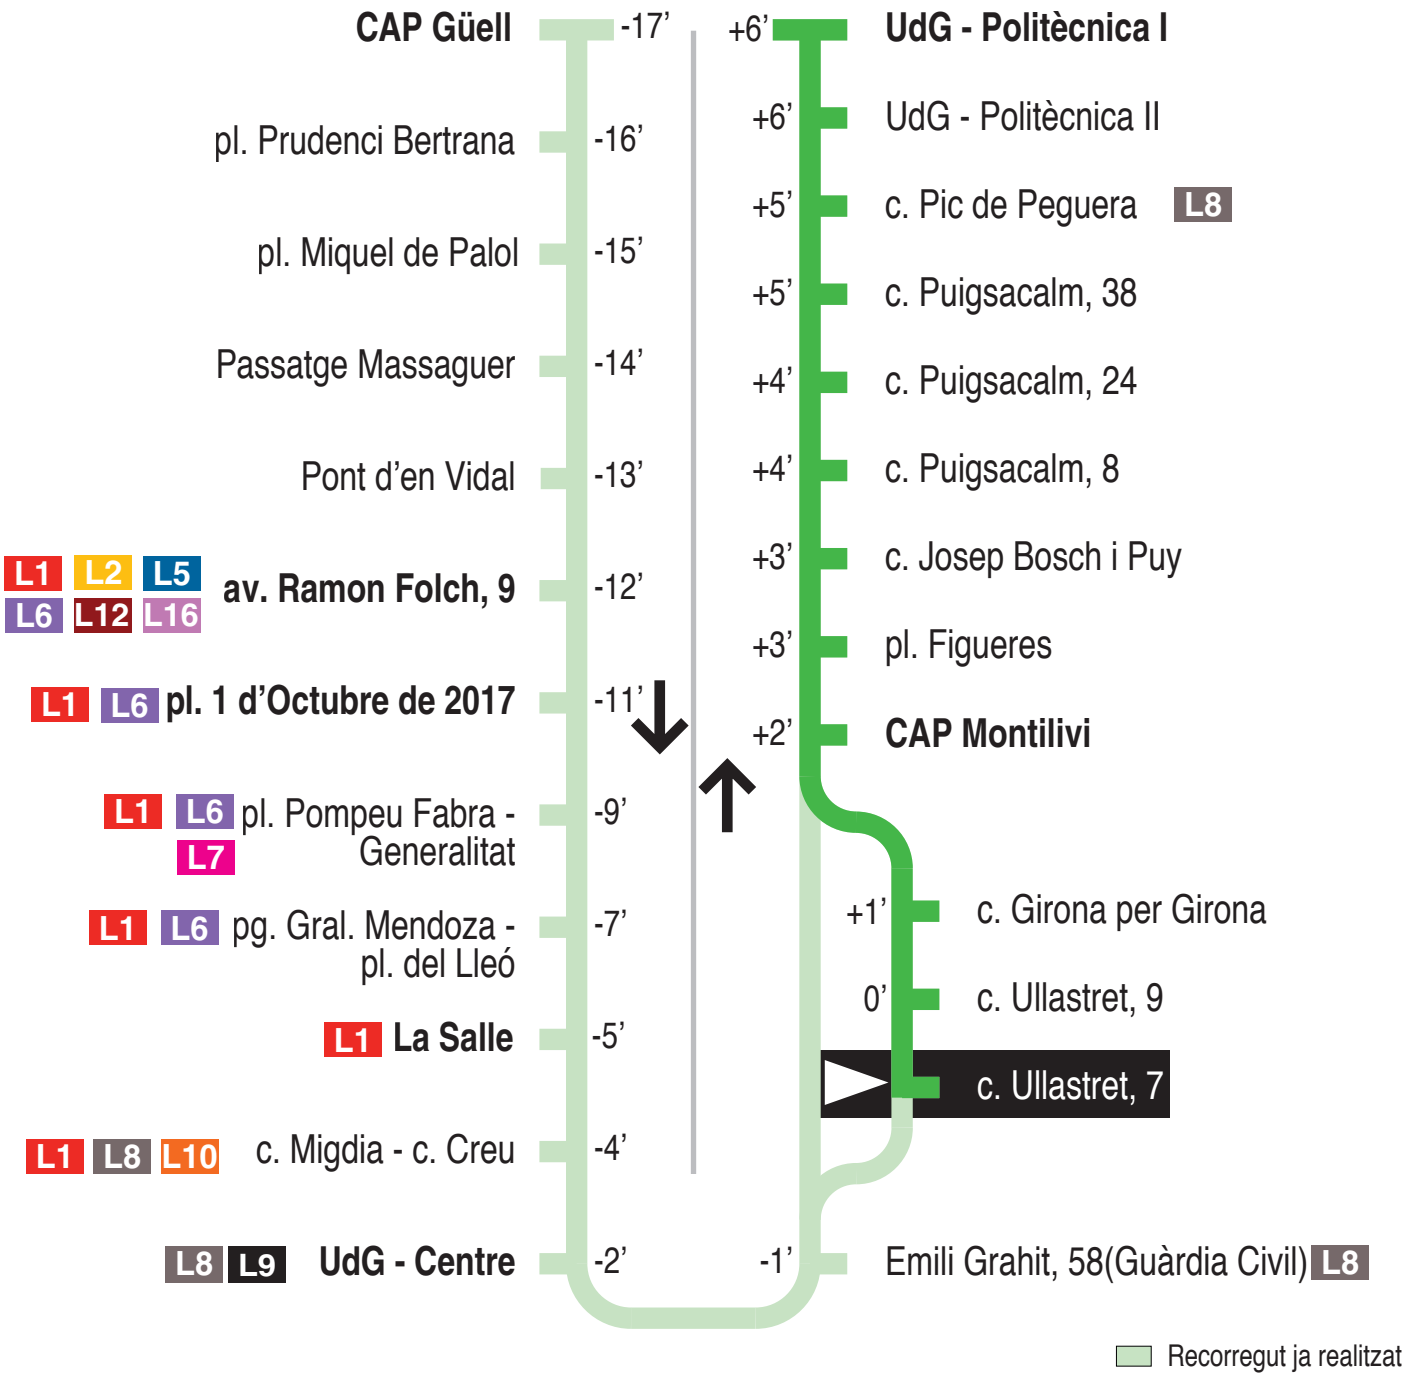 CAP Güell -17’
pl. Prudenci Bertrana -16’
pl. Miquel de Palol -15’
Passatge Massaguer -14’
Pont d’en Vidal -13’
L1 L2 L5
av. Ramon Folch, 9 -12’
L6 L12 L16
L1 L6 pl. 1 d’Octubre de 2017 -11’
L1 L6 pl. Pompeu Fabra - -9’
L7 Generalitat
L1 L6 pg. Gral. Mendoza - -7’
pl. del Lleó
L1 La Salle -5’
L1 L8 L10 c. Migdia - c. Creu -4’
L8 L9 UdG - Centre -2’
+6’ UdG - Politècnica I
+6’ UdG - Politècnica II
+5’ c. Pic de Peguera L8
+5’ c. Puigsacalm, 38
+4’ c. Puigsacalm, 24
+4’ c. Puigsacalm, 8
+3’ c. Josep Bosch i Puy
+3’ pl. Figueres
+2’ CAP Montilivi
+1’ c. Girona per Girona
0’ c. Ullastret, 9
c. Ullastret, 7
-1’ Emili Grahit, 58(Guàrdia Civil) L8
Recorregut ja realitzat